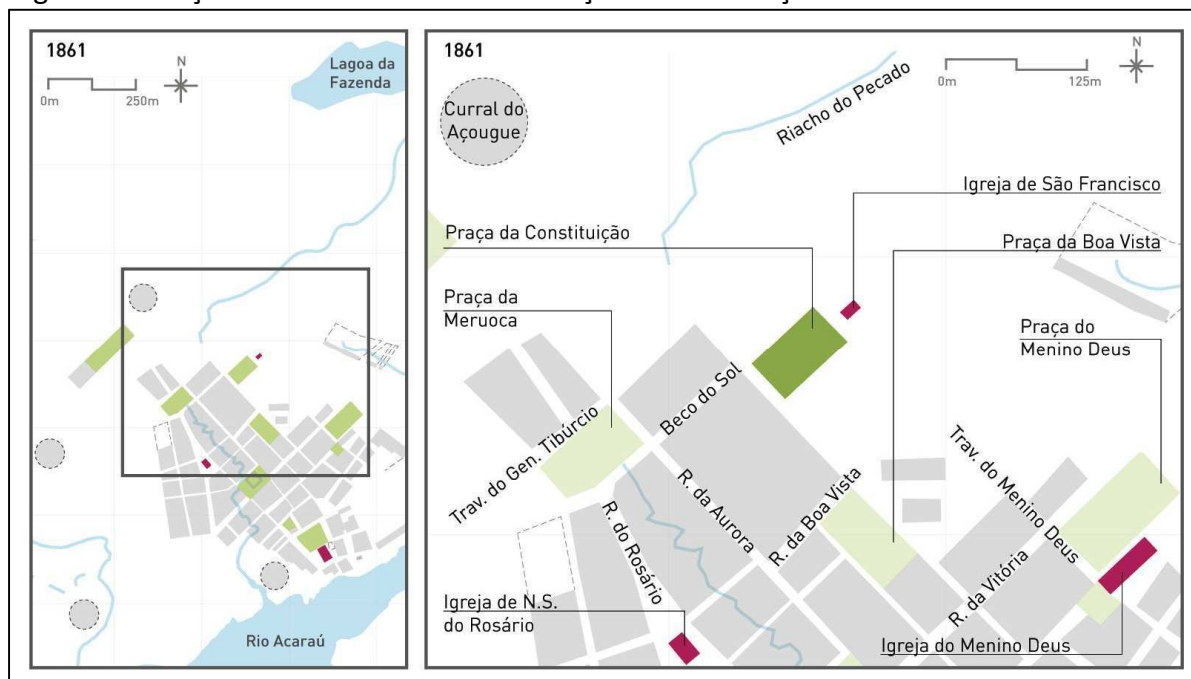 1861
N
0m 250m
Lagoa da
Fazenda
Rio Acaraú
1861
N
0m 125m
Curral do
Açougue
Riacho do Pecado
Igreja de São Francisco
Praça da Constituição
Praça da Boa Vista
Praça da
Meruoca
Praça do
Menino Deus
Beco do Sol
Trav. do Gen. Tibúrcio
Trav. do Menino Deus
R. da Aurora
R. da Boa Vista
R. do Rosário
R. da Vitória
Igreja de N.S.
do Rosário
Igreja do Menino Deus